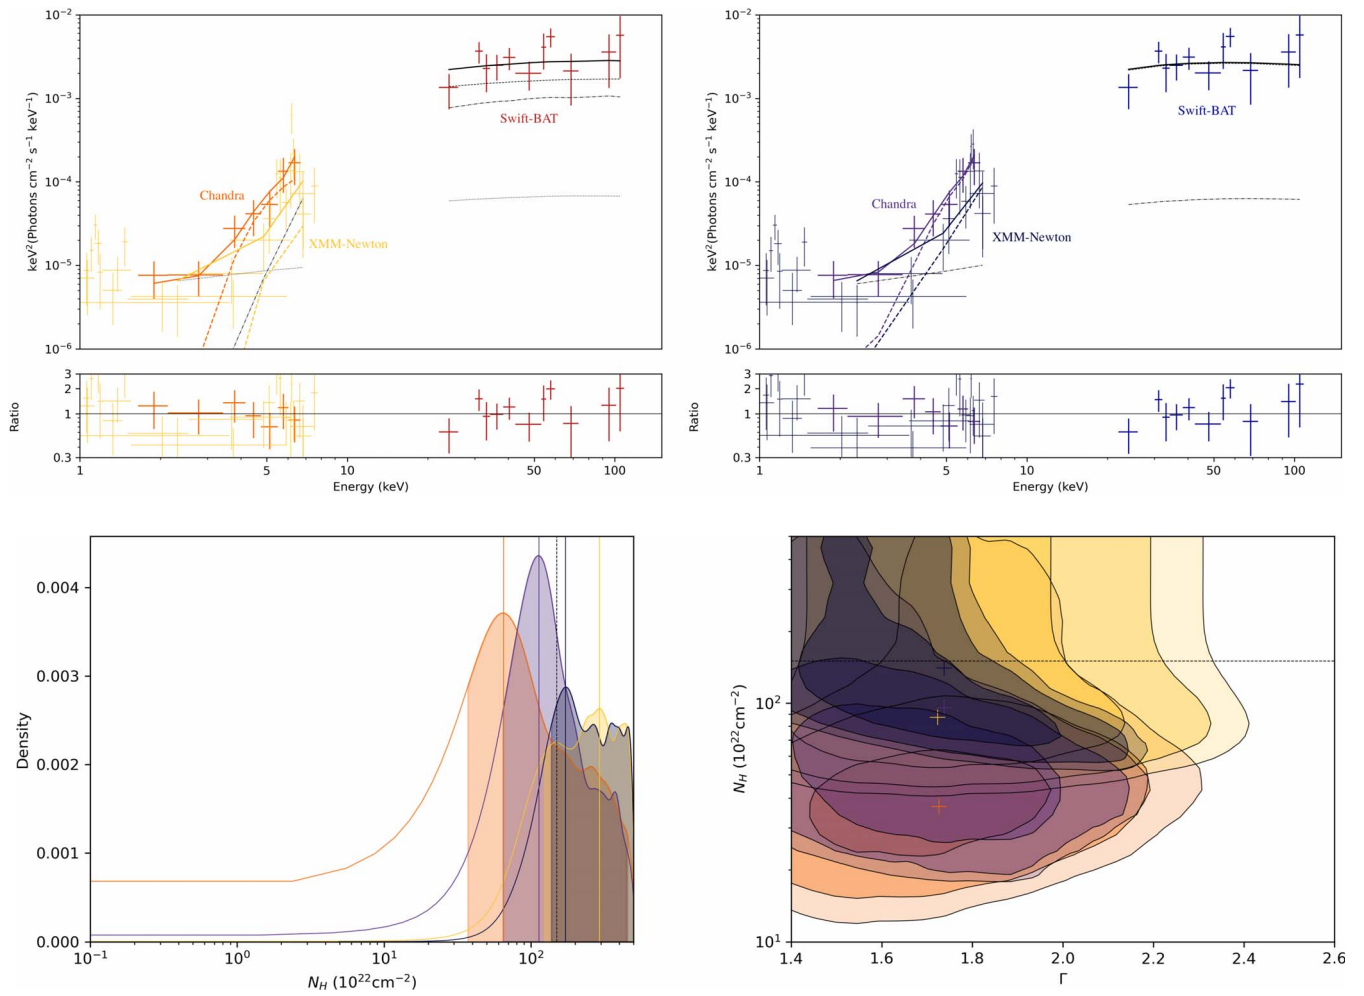 10⁻²
10⁻³
10⁻⁴
10⁻⁵
10⁻⁶
keV²(Photons cm⁻² s⁻¹ keV⁻¹)
Swift-BAT
Chandra
XMM-Newton
3
2
1
0.3
Ratio
1
5
10
50
100
Energy (keV)
10⁻²
10⁻³
10⁻⁴
10⁻⁵
10⁻⁶
keV²(Photons cm⁻² s⁻¹ keV⁻¹)
Swift-BAT
Chandra
XMM-Newton
3
2
1
0.3
Ratio
1
5
10
50
100
Energy (keV)
0.004
0.003
0.002
0.001
0.000
Density
10⁻¹
10⁰
10¹
10²
N_H (10²²cm⁻²)
10²
10¹
N_H (10²²cm⁻²)
1.4
1.6
1.8
2.0
2.2
2.4
2.6
Γ